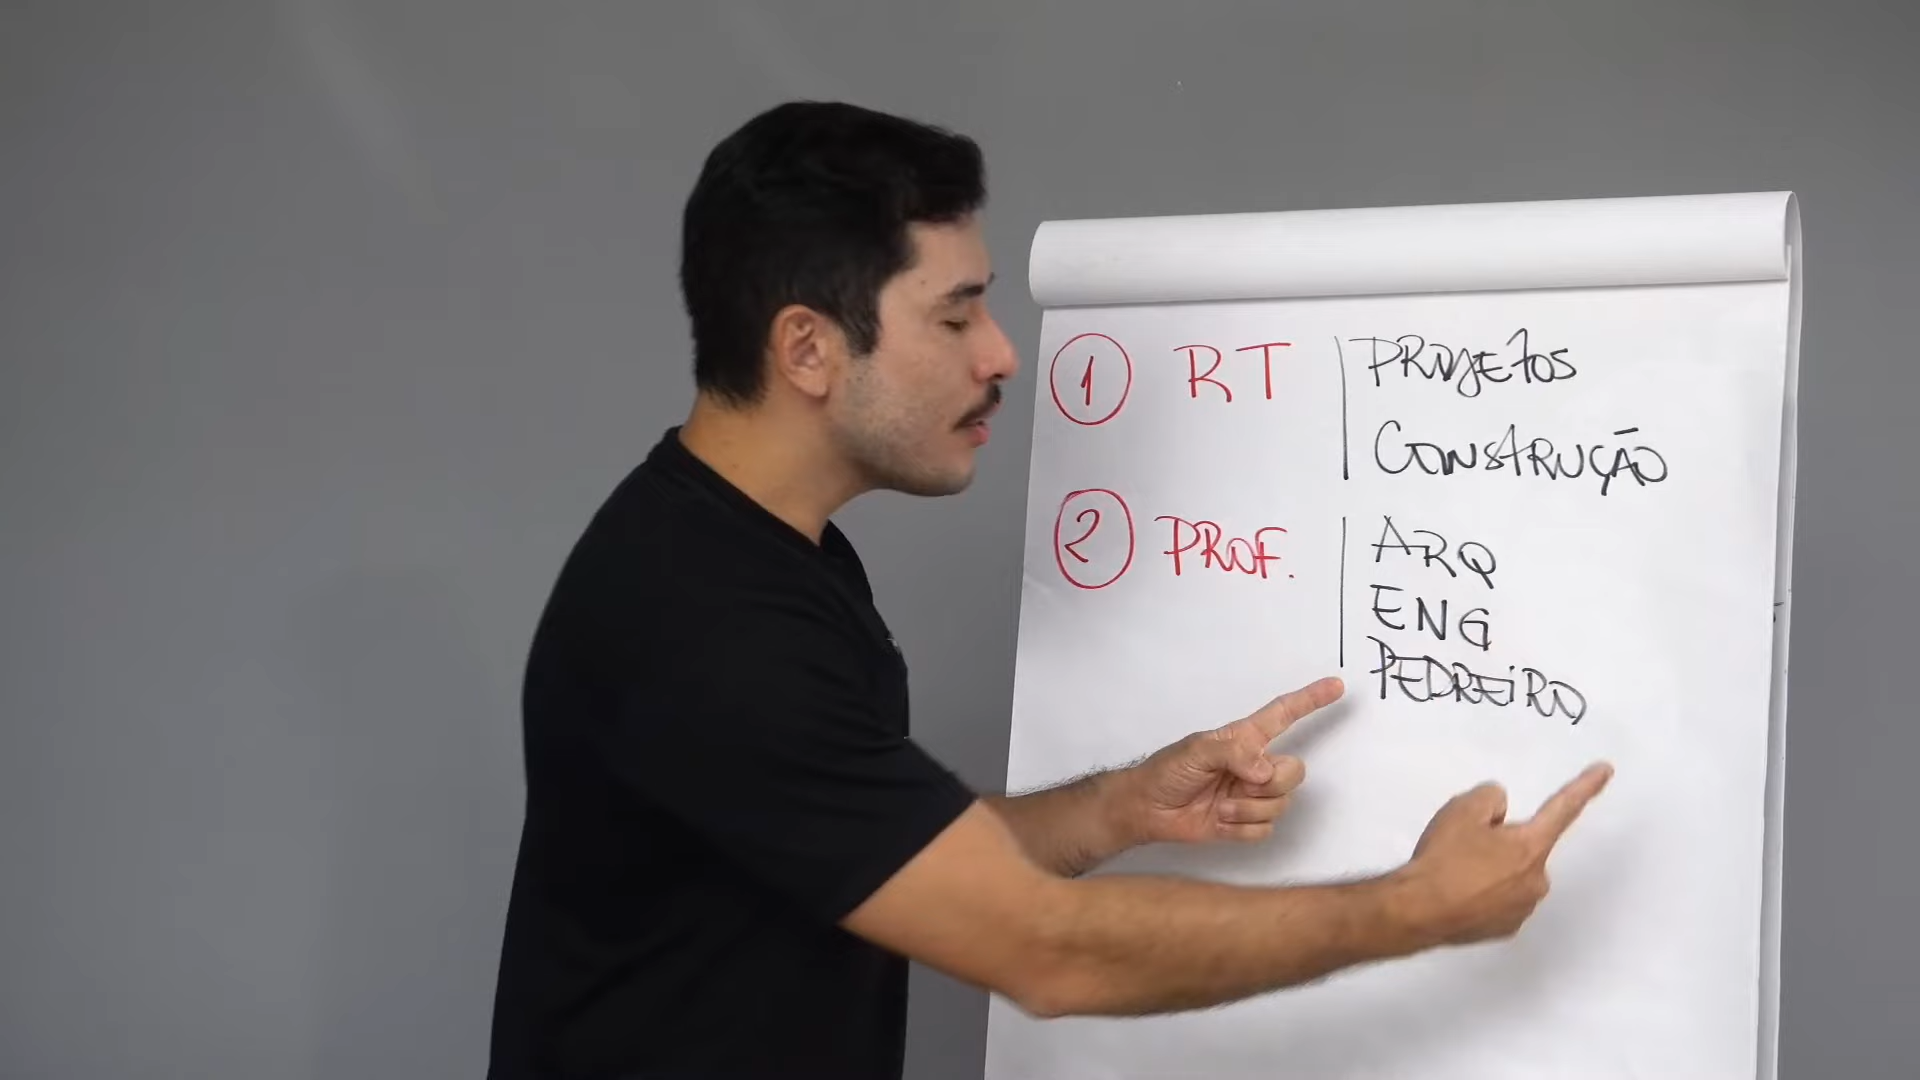 1 RT PROJETOS
CONSTRUÇÃO
2 PROF. ARQ
ENG
PEDREIRO